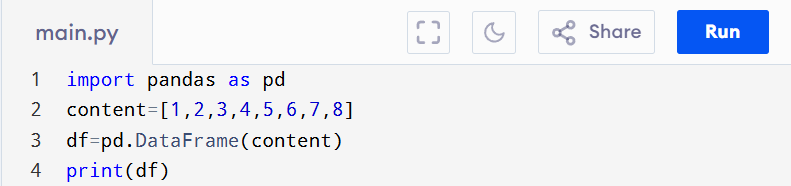 main.py Share Run
1 import pandas as pd
2 content=[1,2,3,4,5,6,7,8]
3 df=pd.DataFrame(content)
4 print(df)